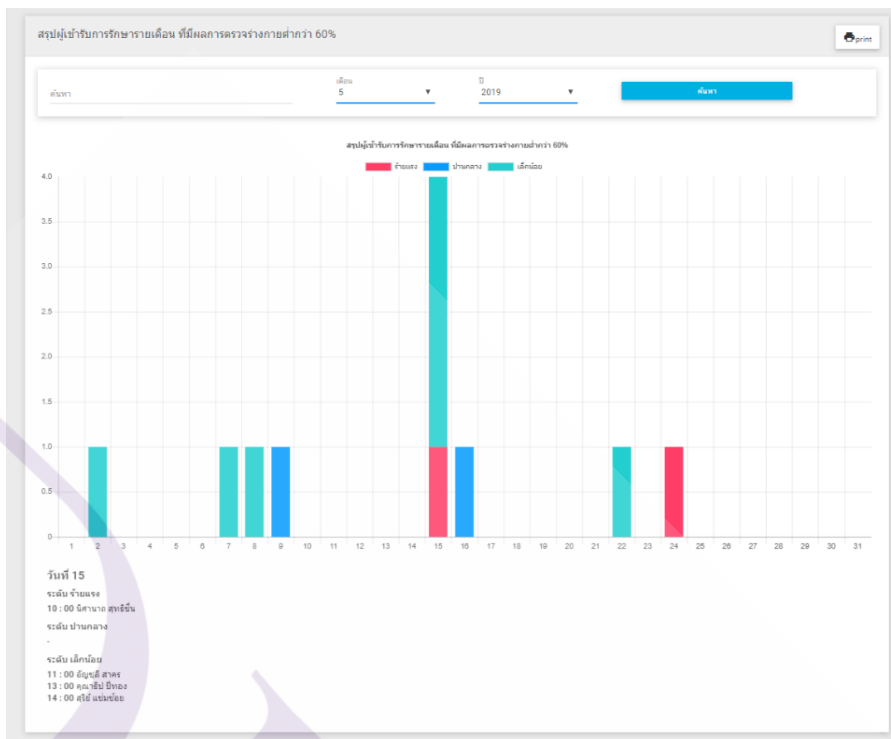 สรุปผู้เข้ารับการรักษารายเดือน ที่มีผลการตรวจร่างกายต่ำกว่า 60%
print
ค้นหา
เดือน
5
ปี
2019
ค้นหา
สรุปผู้เข้ารับการรักษารายเดือน ที่มีผลการตรวจร่างกายต่ำกว่า 60%
ร้ายแรง ปานกลาง เล็กน้อย
4.0
3.5
3.0
2.5
2.0
1.5
1.0
0.5
0
1 2 3 4 5 6 7 8 9 10 11 12 13 14 15 16 17 18 19 20 21 22 23 24 25 26 27 28 29 30 31
วันที่ 15
ระดับ ร้ายแรง
10 : 00 นิศานาถ สุทธิชื่น
ระดับ ปานกลาง
-
ระดับ เล็กน้อย
11 : 00 อัญชุลี สาคร
13 : 00 คุณาธิป ปีทอง
14 : 00 สุรีย์ แช่มช้อย